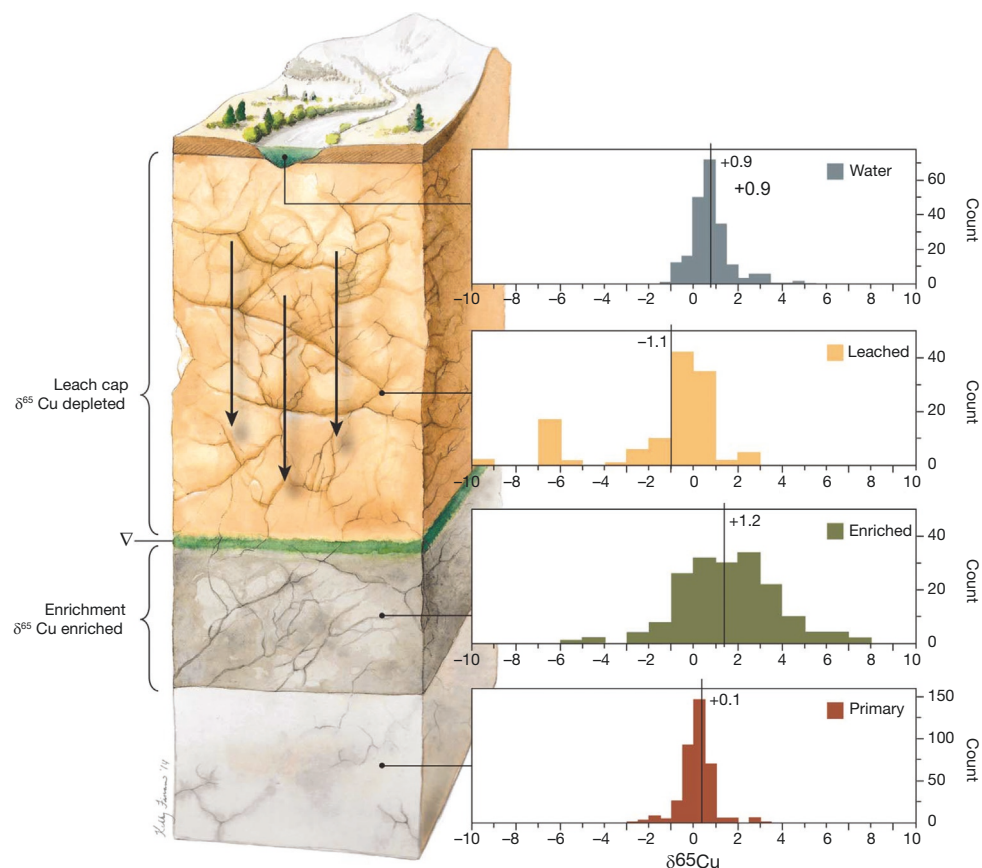 Leach cap
δ65 Cu depleted
∇
Enrichment
δ65 Cu enriched
+0.9
+0.9
Water
60
40
20
0
Count
–10 –8 –6 –4 –2 0 2 4 6 8 10
–1.1
Leached
40
20
0
Count
–10 –8 –6 –4 –2 0 2 4 6 8 10
+1.2
Enriched
40
20
0
Count
–10 –8 –6 –4 –2 0 2 4 6 8 10
+0.1
Primary
150
100
50
0
Count
–10 –8 –6 –4 –2 0 2 4 6 8 10
δ65Cu